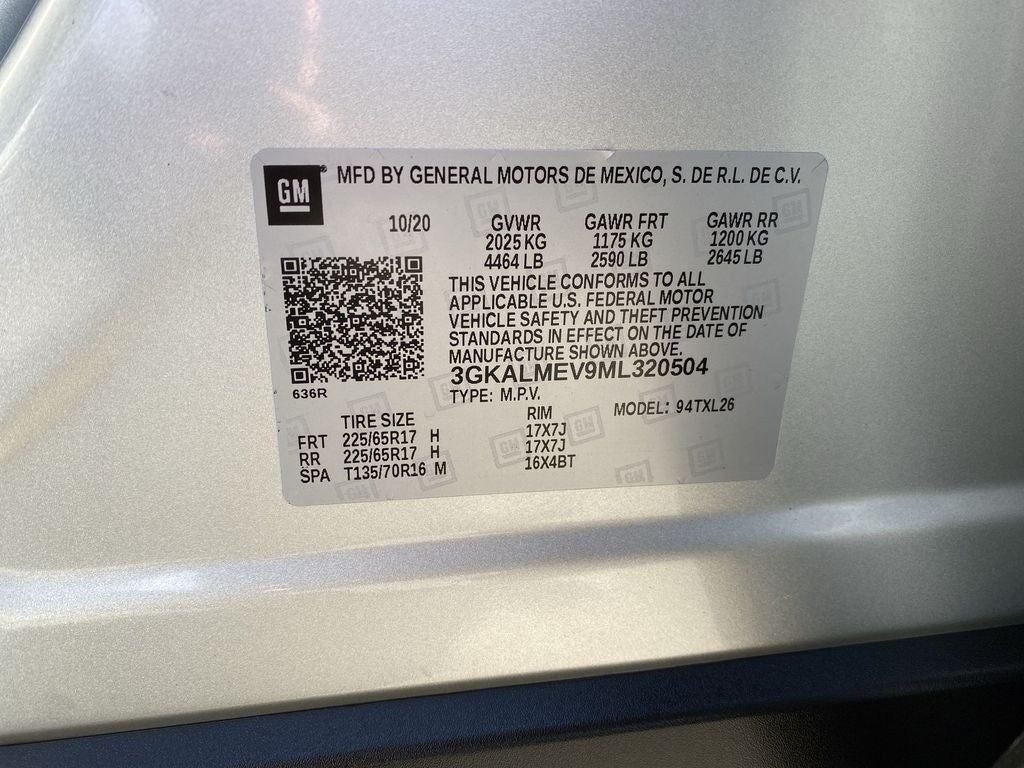 GM
MFD BY GENERAL MOTORS DE MEXICO, S. DE R.L. DE C.V.
10/20 GVWR GAWR FRT GAWR RR
2025 KG 1175 KG 1200 KG
4464 LB 2590 LB 2645 LB
THIS VEHICLE CONFORMS TO ALL
APPLICABLE U.S. FEDERAL MOTOR
VEHICLE SAFETY AND THEFT PREVENTION
STANDARDS IN EFFECT ON THE DATE OF
MANUFACTURE SHOWN ABOVE.
3GKALMEV9ML320504
636R
TYPE: M.P.V. MODEL: 94TXL26
TIRE SIZE RIM
FRT 225/65R17 H 17X7J
RR 225/65R17 H 17X7J
SPA T135/70R16 M 16X4BT